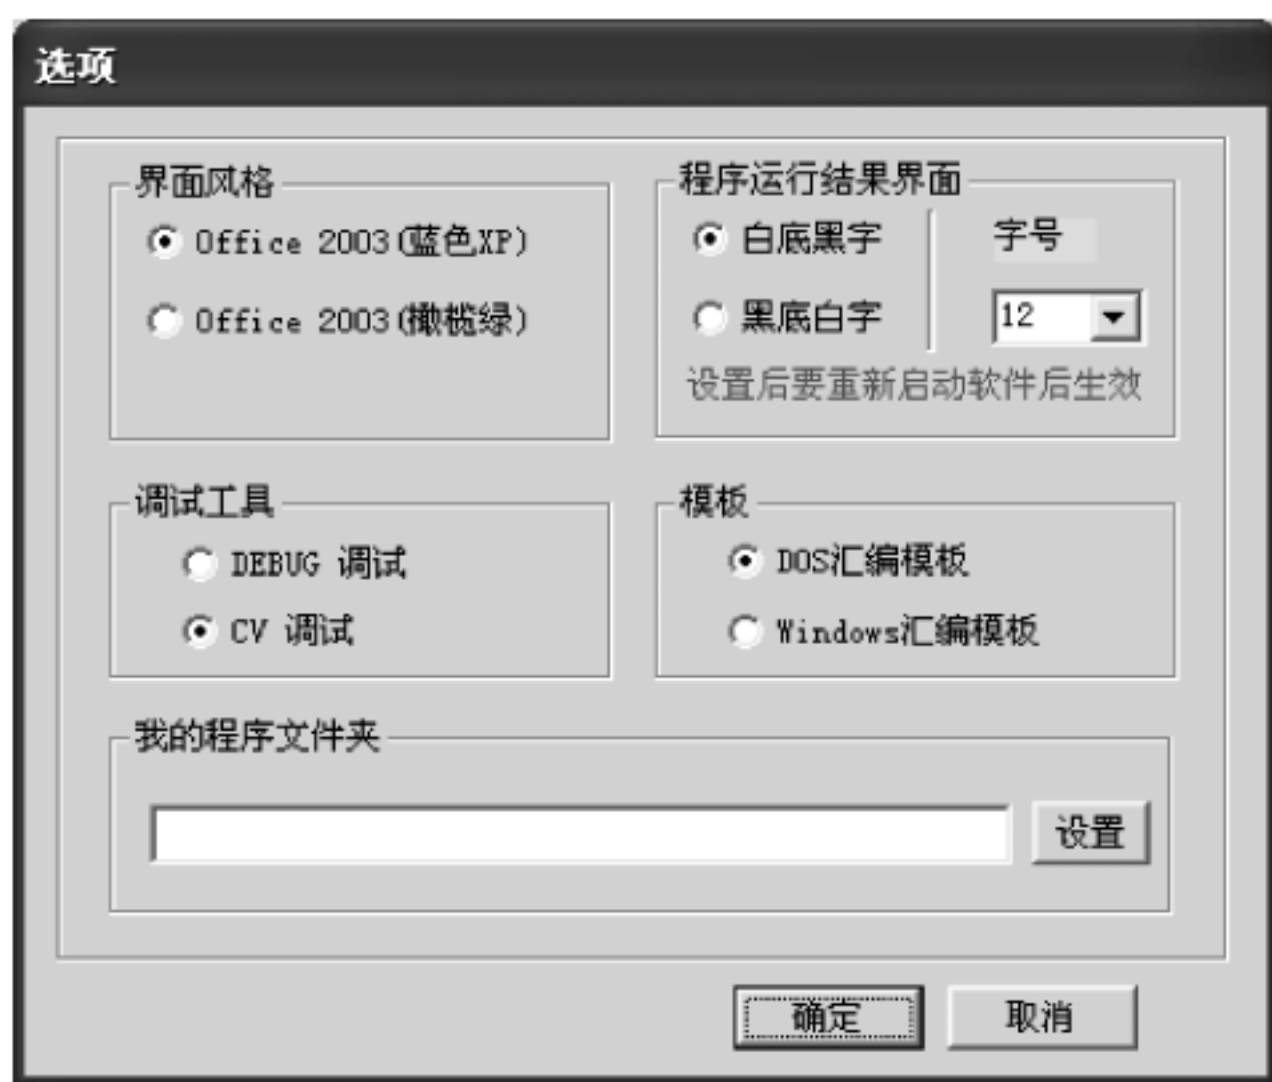 选项
界面风格
Office 2003(蓝色XP)
Office 2003(橄榄绿)
程序运行结果界面
白底黑字
字号
黑底白字
12
设置后要重新启动软件后生效
调试工具
DEBUG 调试
CV 调试
模板
DOS汇编模板
Windows汇编模板
我的程序文件夹
设置
确定
取消